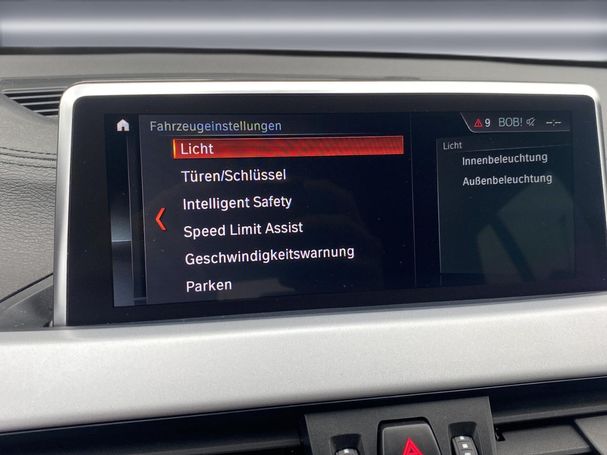 Fahrzeugeinstellungen
9 BOB! --:--
Licht
Türen/Schlüssel
Intelligent Safety
Speed Limit Assist
Geschwindigkeitswarnung
Parken
Licht
Innenbeleuchtung
Außenbeleuchtung